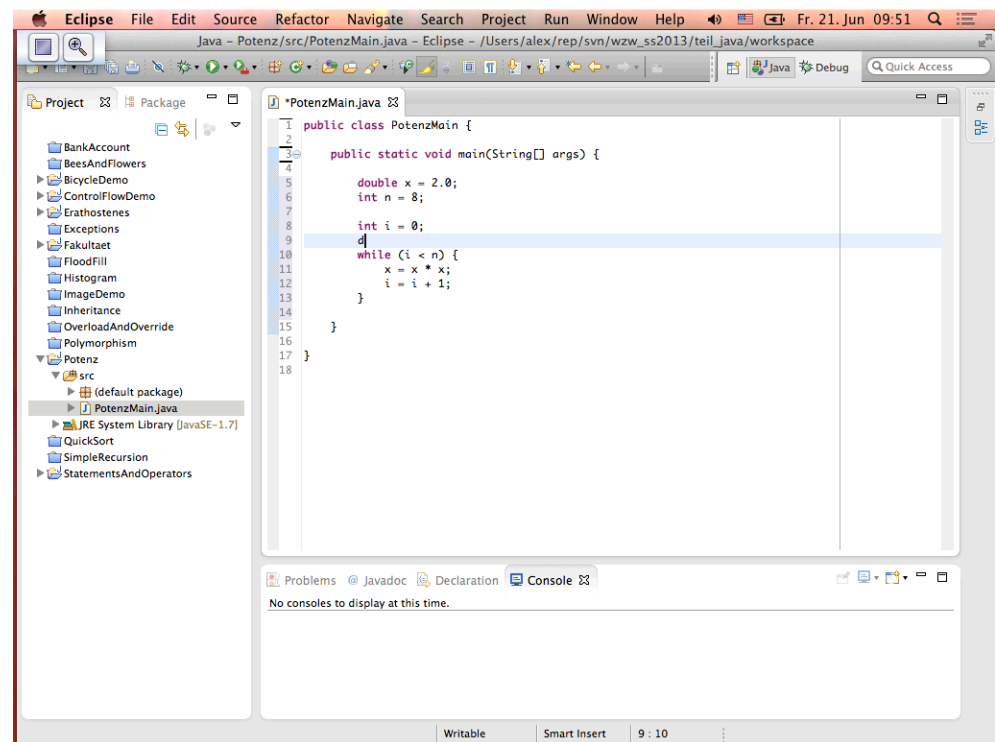 Eclipse File Edit Source Refactor Navigate Search Project Run Window Help Fr. 21. Jun 09:51
Java – Potenz/src/PotenzMain.java – Eclipse – /Users/alex/rep/svn/wzw_ss2013/teil_java/workspace
Java Debug Quick Access
Project Package
BankAccount
BeesAndFlowers
BicycleDemo
ControlFlowDemo
Erathostenes
Exceptions
Fakultaet
FloodFill
Histogram
ImageDemo
Inheritance
OverloadAndOverride
Polymorphism
Potenz
src
(default package)
PotenzMain.java
JRE System Library [JavaSE-1.7]
QuickSort
SimpleRecursion
StatementsAndOperators
*PotenzMain.java
1 public class PotenzMain {
2
3 public static void main(String[] args) {
4
5 double x = 2.0;
6 int n = 8;
7
8 int i = 0;
9 d
10 while (i < n) {
11 x = x * x;
12 i = i + 1;
13 }
14
15 }
16
17 }
18
Problems @ Javadoc Declaration Console
No consoles to display at this time.
Writable Smart Insert 9 : 10